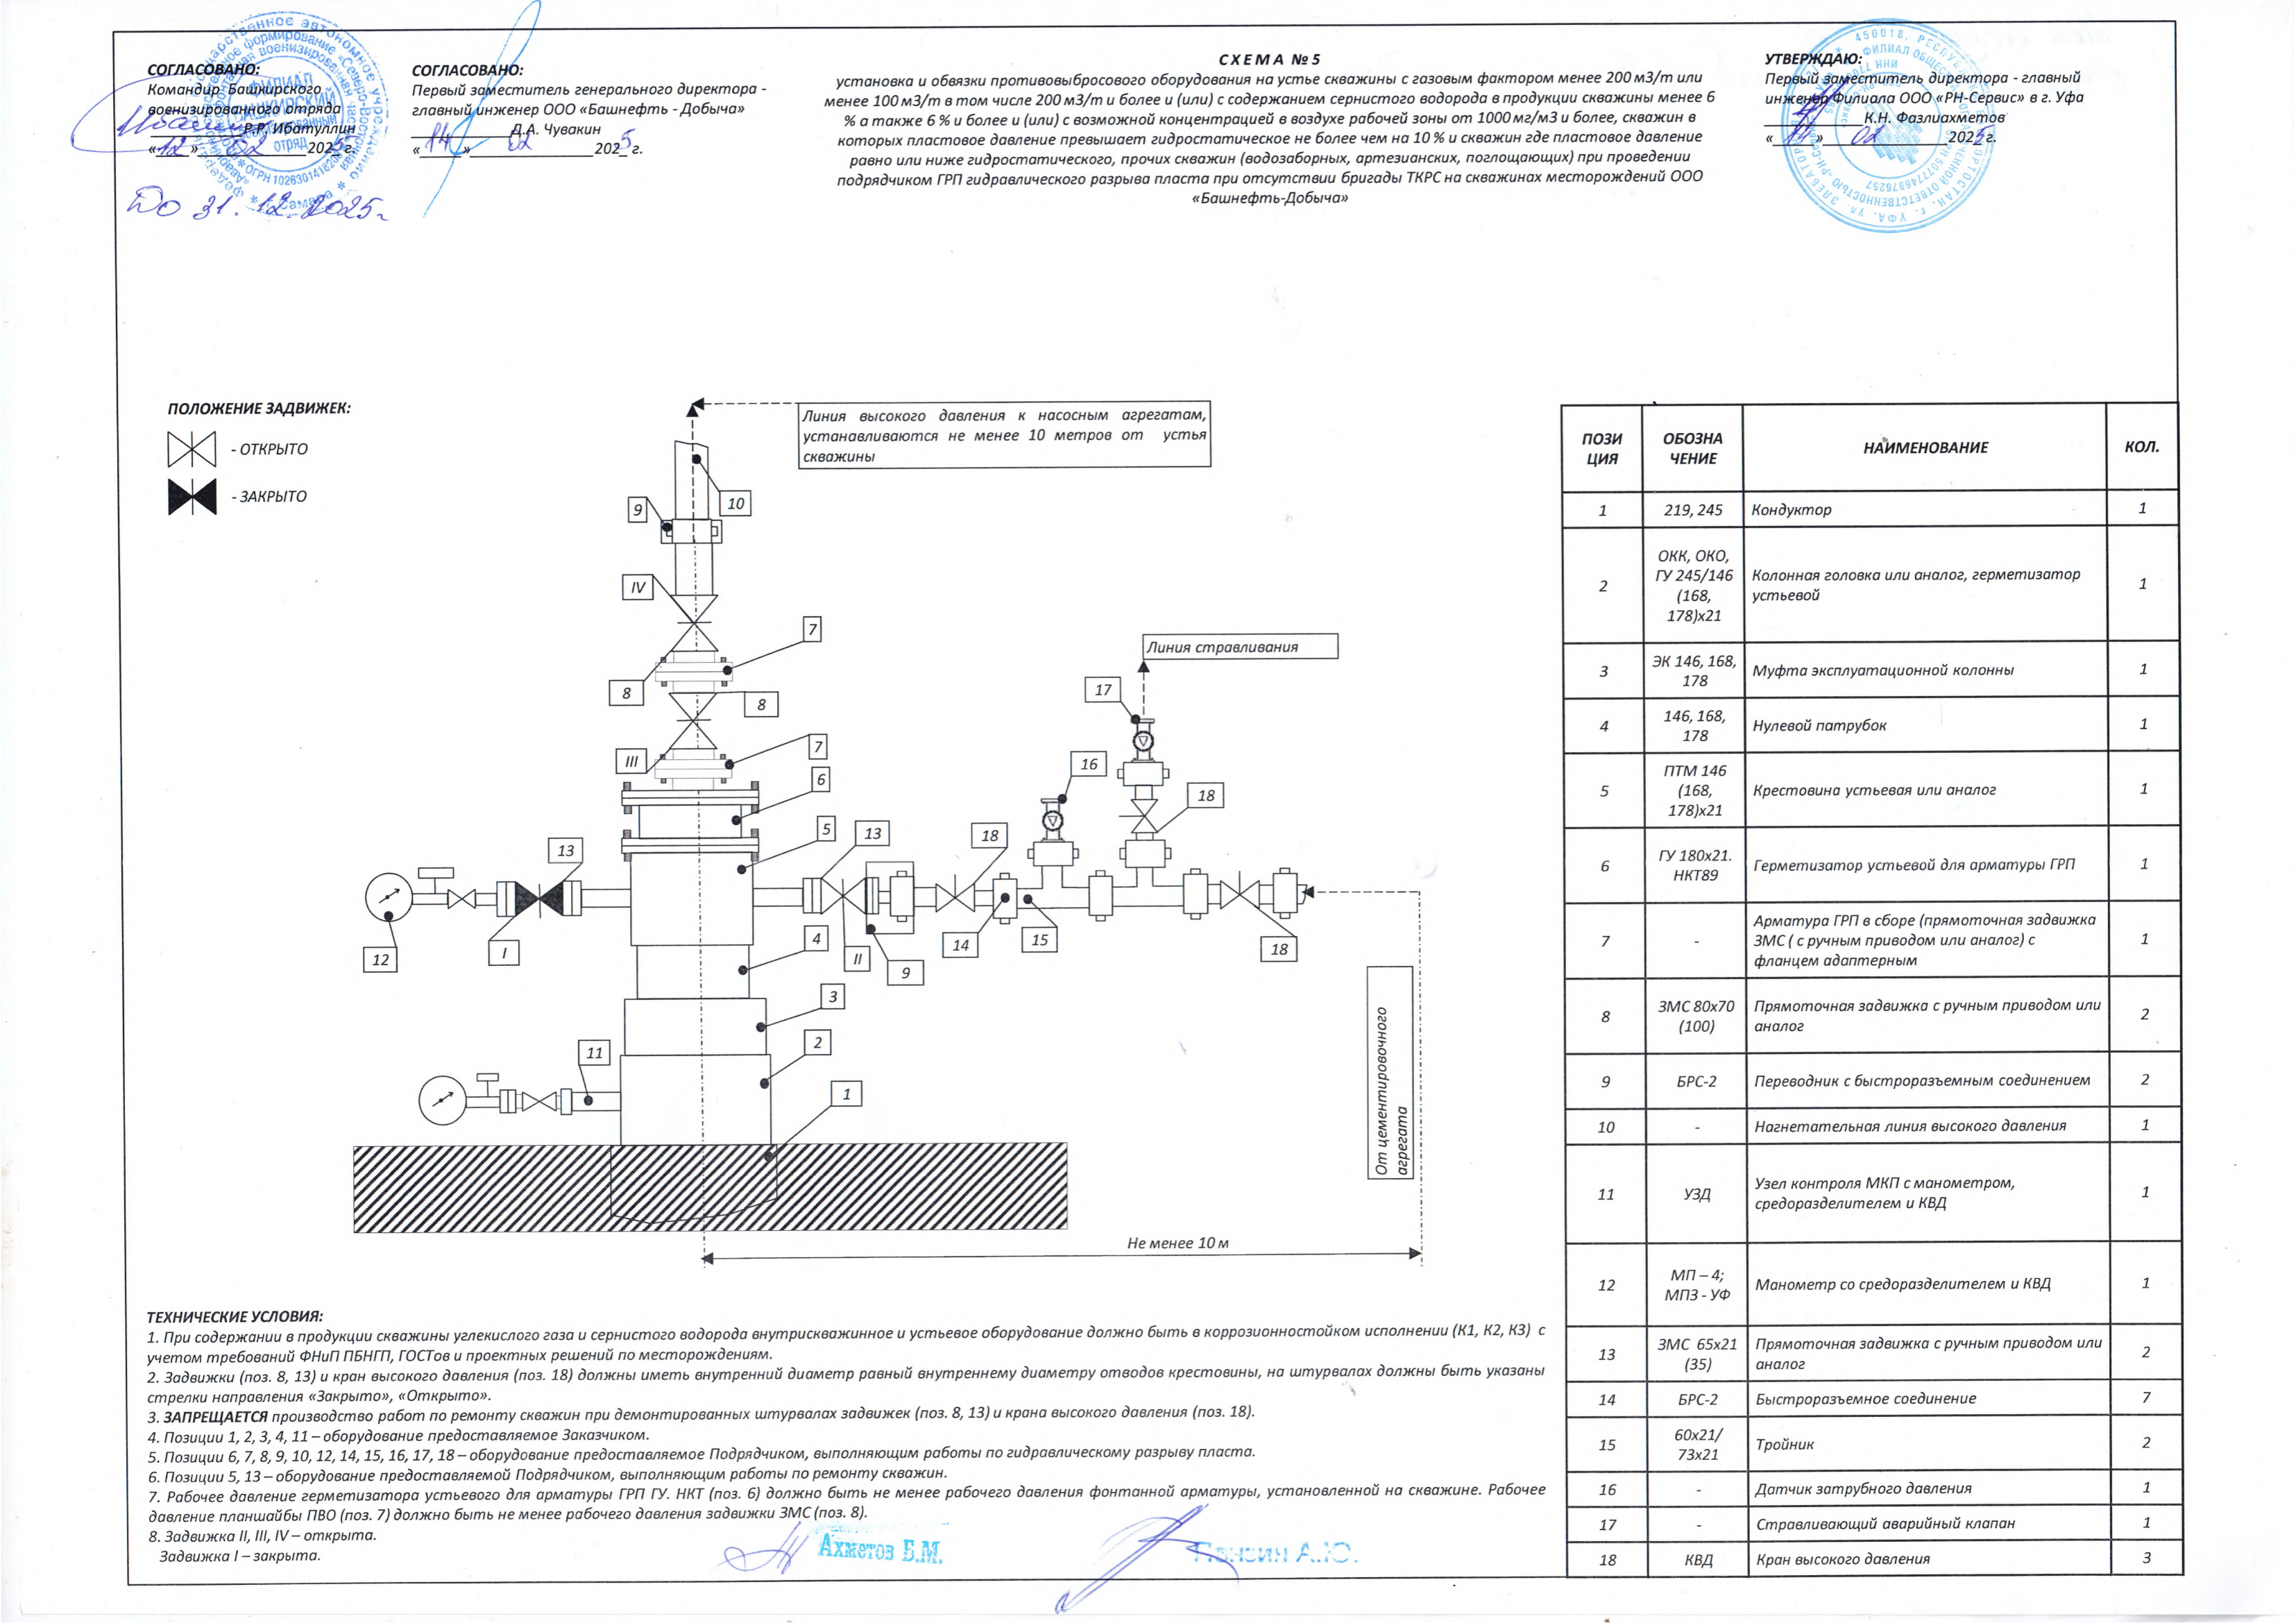 СОГЛАСОВАНО:
Командир Башкирского
военизированного отряда
Р.Р. Ибатуллин
«12» 02 2025 г.
До 31.12.2025г
ФИЛИАЛ
БАШКИРСКИЙ
военизированный
отряд
СОГЛАСОВАНО:
Первый заместитель генерального директора -
главный инженер ООО «Башнефть - Добыча»
Д.А. Чувакин
«14» 02 2025 г.
СХЕМА №5
установка и обвязки противовыбросового оборудования на устье скважины с газовым фактором менее 200 м3/т или
менее 100 м3/т в том числе 200 м3/т и более и (или) с содержанием сернистого водорода в продукции скважины менее 6
% а также 6 % и более и (или) с возможной концентрацией в воздухе рабочей зоны от 1000 мг/м3 и более, скважин в
которых пластовое давление превышает гидростатическое не более чем на 10 % и скважин где пластовое давление
равно или ниже гидростатического, прочих скважин (водозаборных, артезианских, поглощающих) при проведении
подрядчиком ГРП гидравлического разрыва пласта при отсутствии бригады ТКРС на скважинах месторождений ООО
«Башнефть-Добыча»
УТВЕРЖДАЮ:
Первый заместитель директора - главный
инженер Филиала ООО «РН-Сервис» в г. Уфа
К.Н. Фазлиахметов
«14» 02 2025 г.
ПОЛОЖЕНИЕ ЗАДВИЖЕК:
- ОТКРЫТО
- ЗАКРЫТО
Линия высокого давления к насосным агрегатам,
устанавливаются не менее 10 метров от устья
скважины
10
9
IV
7
8
8
7
III
6
5
13
13
12
I
4
II
9
18
14
15
16
17
Линия стравливания
18
18
3
2
11
1
От цементировочного
агрегата
Не менее 10 м
ПОЗИ
ЦИЯ
ОБОЗНА
ЧЕНИЕ
НАИМЕНОВАНИЕ
КОЛ.
1 219, 245 Кондуктор 1
2 ОКК, ОКО,
ГУ 245/146
(168,
178)х21
Колонная головка или аналог, герметизатор
устьевой
1
3 ЭК 146, 168,
178
Муфта эксплуатационной колонны 1
4 146, 168,
178
Нулевой патрубок 1
5 ПТМ 146
(168,
178)х21
Крестовина устьевая или аналог 1
6 ГУ 180х21.
НКТ89
Герметизатор устьевой для арматуры ГРП 1
7 - Арматура ГРП в сборе (прямоточная задвижка
ЗМС ( с ручным приводом или аналог) с
фланцем адаптерным
1
8 ЗМС 80х70
(100)
Прямоточная задвижка с ручным приводом или
аналог
2
9 БРС-2 Переводник с быстроразъемным соединением 2
10 - Нагнетательная линия высокого давления 1
11 УЗД Узел контроля МКП с манометром,
средоразделителем и КВД
1
12 МП – 4;
МПЗ - УФ
Манометр со средоразделителем и КВД 1
13 ЗМС 65х21
(35)
Прямоточная задвижка с ручным приводом или
аналог
2
14 БРС-2 Быстроразъемное соединение 7
15 60х21/
73х21
Тройник 2
16 - Датчик затрубного давления 1
17 - Стравливающий аварийный клапан 1
18 КВД Кран высокого давления 3
ТЕХНИЧЕСКИЕ УСЛОВИЯ:
1. При содержании в продукции скважины углекислого газа и сернистого водорода внутрискважинное и устьевое оборудование должно быть в коррозионностойком исполнении (К1, К2, К3) с
учетом требований ФНиП ПБНГП, ГОСТов и проектных решений по месторождениям.
2. Задвижки (поз. 8, 13) и кран высокого давления (поз. 18) должны иметь внутренний диаметр равный внутреннему диаметру отводов крестовины, на штурвалах должны быть указаны
стрелки направления «Закрыто», «Открыто».
3. ЗАПРЕЩАЕТСЯ производство работ по ремонту скважин при демонтированных штурвалах задвижек (поз. 8, 13) и крана высокого давления (поз. 18).
4. Позиции 1, 2, 3, 4, 11 – оборудование предоставляемое Заказчиком.
5. Позиции 6, 7, 8, 9, 10, 12, 14, 15, 16, 17, 18 – оборудование предоставляемое Подрядчиком, выполняющим работы по гидравлическому разрыву пласта.
6. Позиции 5, 13 – оборудование предоставляемой Подрядчиком, выполняющим работы по ремонту скважин.
7. Рабочее давление герметизатора устьевого для арматуры ГРП ГУ. НКТ (поз. 6) должно быть не менее рабочего давления фонтанной арматуры, установленной на скважине. Рабочее
давление планшайбы ПВО (поз. 7) должно быть не менее рабочего давления задвижки ЗМС (поз. 8).
8. Задвижка II, III, IV – открыта.
Задвижка I – закрыта.
Ахметов Б.М.
А.Ю.